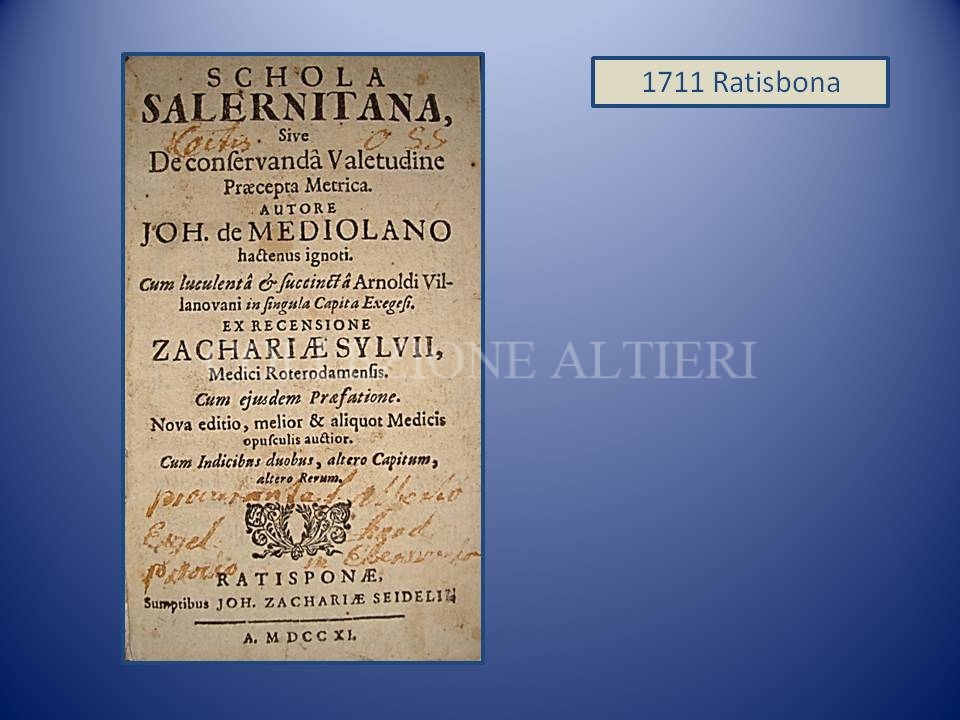 1711 Ratisbona
SCHOLA
SALERNITANA,
Sive
De conſervandâ Valetudine
Præcepta Metrica.
AUTORE
JOH. de MEDIOLANO
hactenus ignoti.
Cum luculentâ & ſuccinctâ Arnoldi Vil-
lanovani in ſingula Capita Exegeſi.
EX RECENSIONE
ZACHARIÆ SYLVII,
Medici Roterodamenſis.
Cum ejusdem Præfatione.
Nova editio, melior & aliquot Medicis
opuſculis auctior.
Cum Indicibus duobus, altero Capitum,
altero Rerum.
RATISPONÆ,
Sumptibus JOH. ZACHARIÆ SEIDELII
A. MDCCXI.
ALTIERI